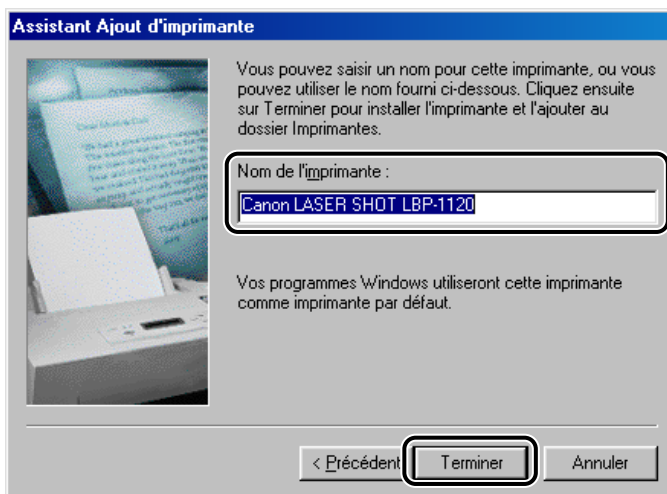 Assistant Ajout d'imprimante
Vous pouvez saisir un nom pour cette imprimante, ou vous
pouvez utiliser le nom fourni ci-dessous. Cliquez ensuite
sur Terminer pour installer l'imprimante et l'ajouter au
dossier Imprimantes.
Nom de l'imprimante :
Canon LASER SHOT LBP-1120
Vos programmes Windows utiliseront cette imprimante
comme imprimante par défaut.
< Précédent
Terminer
Annuler